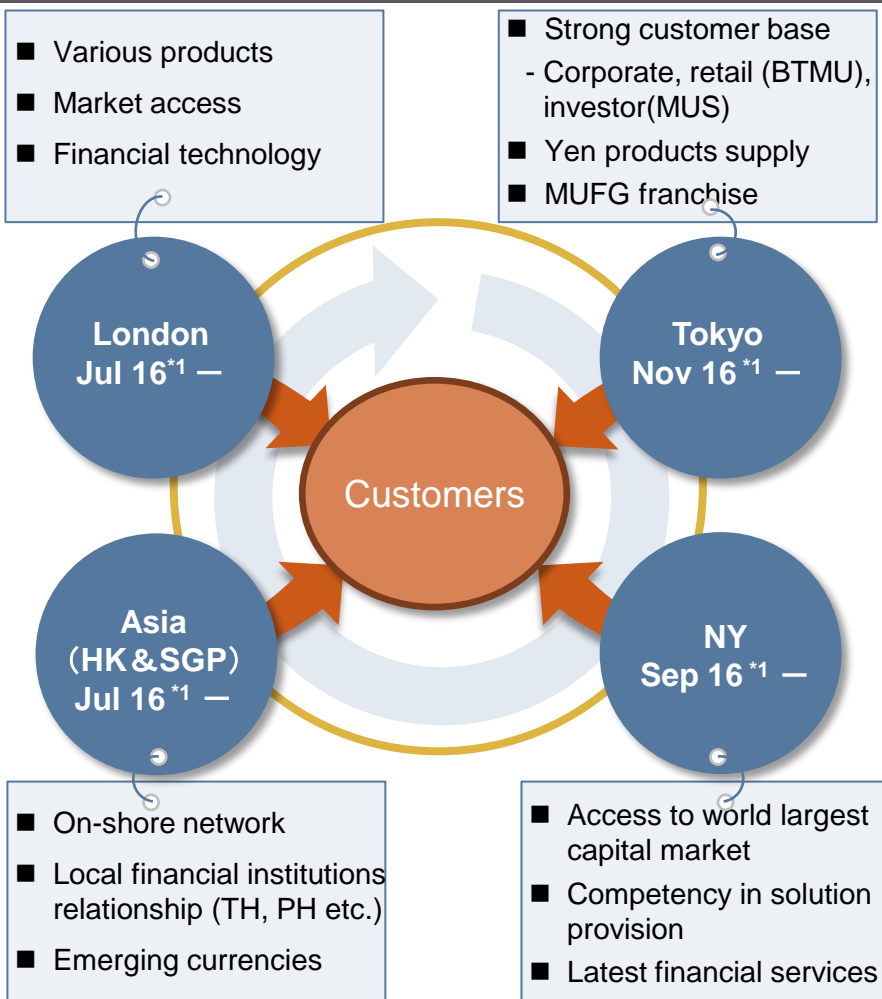 ■ Various products
■ Market access
■ Financial technology
■ Strong customer base
- Corporate, retail (BTMU),
investor(MUS)
■ Yen products supply
■ MUFG franchise
London
Jul 16*1 —
Tokyo
Nov 16 *1 —
Customers
Asia
（HK＆SGP）
Jul 16 *1 —
NY
Sep 16 *1 —
■ On-shore network
■ Local financial institutions
relationship (TH, PH etc.)
■ Emerging currencies
■ Access to world largest
capital market
■ Competency in solution
provision
■ Latest financial services